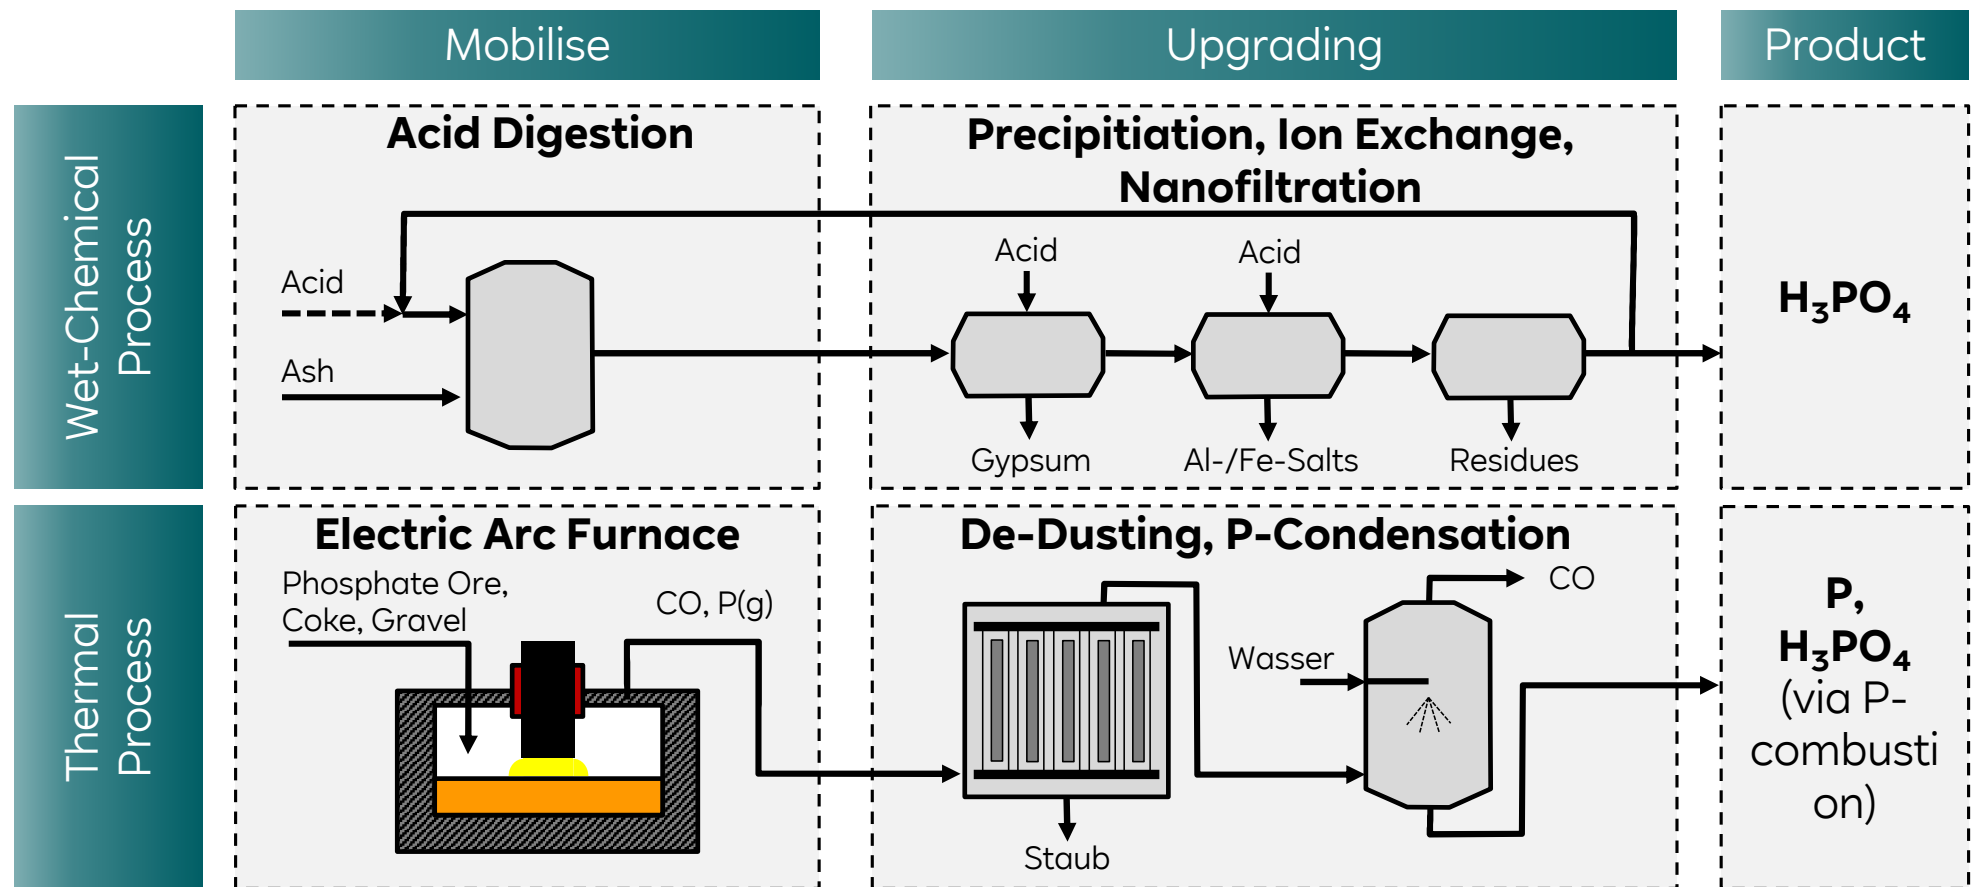 Mobilise
Upgrading
Product
Wet-Chemical
Process
Acid Digestion
Acid
Ash
Precipitiation, Ion Exchange,
Nanofiltration
Acid
Acid
Gypsum
Al-/Fe-Salts
Residues
H₃PO₄
Thermal
Process
Electric Arc Furnace
Phosphate Ore,
Coke, Gravel
CO, P(g)
De-Dusting, P-Condensation
CO
Wasser
Staub
P,
H₃PO₄
(via P-
combusti
on)